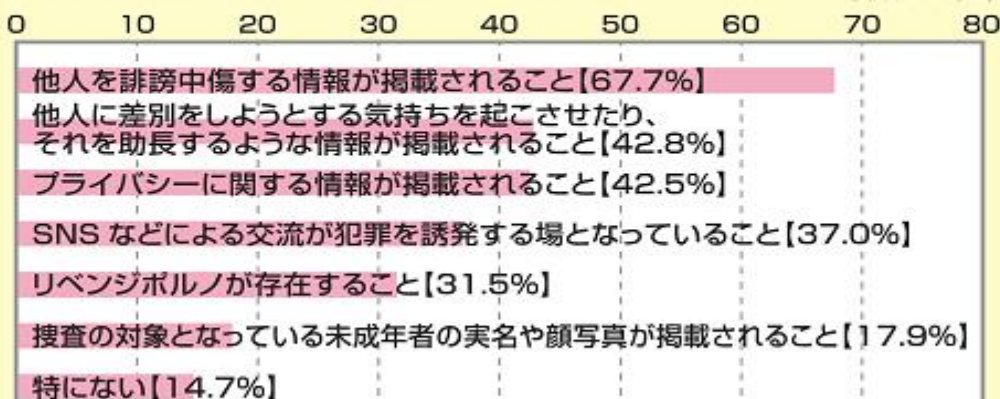 0 10 20 30 40 50 60 70 80
他人を誹謗中傷する情報が掲載されること【67.7%】
他人に差別をしようとする気持ちを起こさせたり、
それを助長するような情報が掲載されること【42.8%】
プライバシーに関する情報が掲載されること【42.5%】
SNS などによる交流が犯罪を誘発する場となっていること【37.0%】
リベンジポルノが存在すること【31.5%】
捜査の対象となっている未成年者の実名や顔写真が掲載されること【17.9%】
特にない【14.7%】